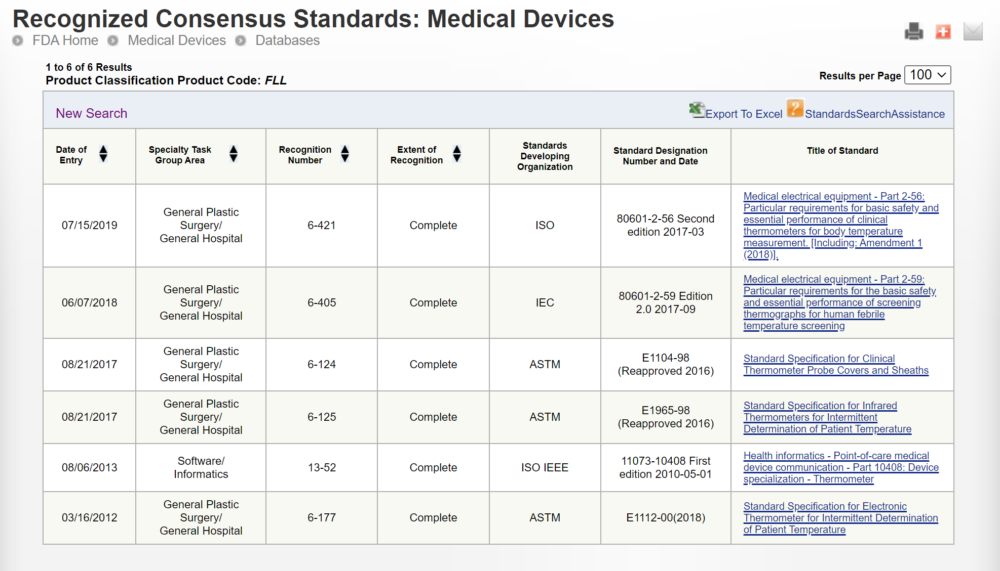 Recognized Consensus Standards: Medical Devices
FDA Home Medical Devices Databases
1 to 6 of 6 Results
Product Classification Product Code: FLL
Results per Page 100
New Search
Export To Excel StandardsSearchAssistance
Date of
Entry
Specialty Task
Group Area
Recognition
Number
Extent of
Recognition
Standards
Developing
Organization
Standard Designation
Number and Date
Title of Standard
07/15/2019
General Plastic
Surgery/
General Hospital
6-421
Complete
ISO
80601-2-56 Second
edition 2017-03
Medical electrical equipment - Part 2-56:
Particular requirements for basic safety and
essential performance of clinical
thermometers for body temperature
measurement. [Including: Amendment 1
(2018)].
06/07/2018
General Plastic
Surgery/
General Hospital
6-405
Complete
IEC
80601-2-59 Edition
2.0 2017-09
Medical electrical equipment - Part 2-59:
Particular requirements for the basic safety
and essential performance of screening
thermographs for human febrile
temperature screening
08/21/2017
General Plastic
Surgery/
General Hospital
6-124
Complete
ASTM
E1104-98
(Reapproved 2016)
Standard Specification for Clinical
Thermometer Probe Covers and Sheaths
08/21/2017
General Plastic
Surgery/
General Hospital
6-125
Complete
ASTM
E1965-98
(Reapproved 2016)
Standard Specification for Infrared
Thermometers for Intermittent
Determination of Patient Temperature
08/06/2013
Software/
Informatics
13-52
Complete
ISO IEEE
11073-10408 First
edition 2010-05-01
Health informatics - Point-of-care medical
device communication - Part 10408: Device
specialization - Thermometer
03/16/2012
General Plastic
Surgery/
General Hospital
6-177
Complete
ASTM
E1112-00(2018)
Standard Specification for Electronic
Thermometer for Intermittent Determination
of Patient Temperature